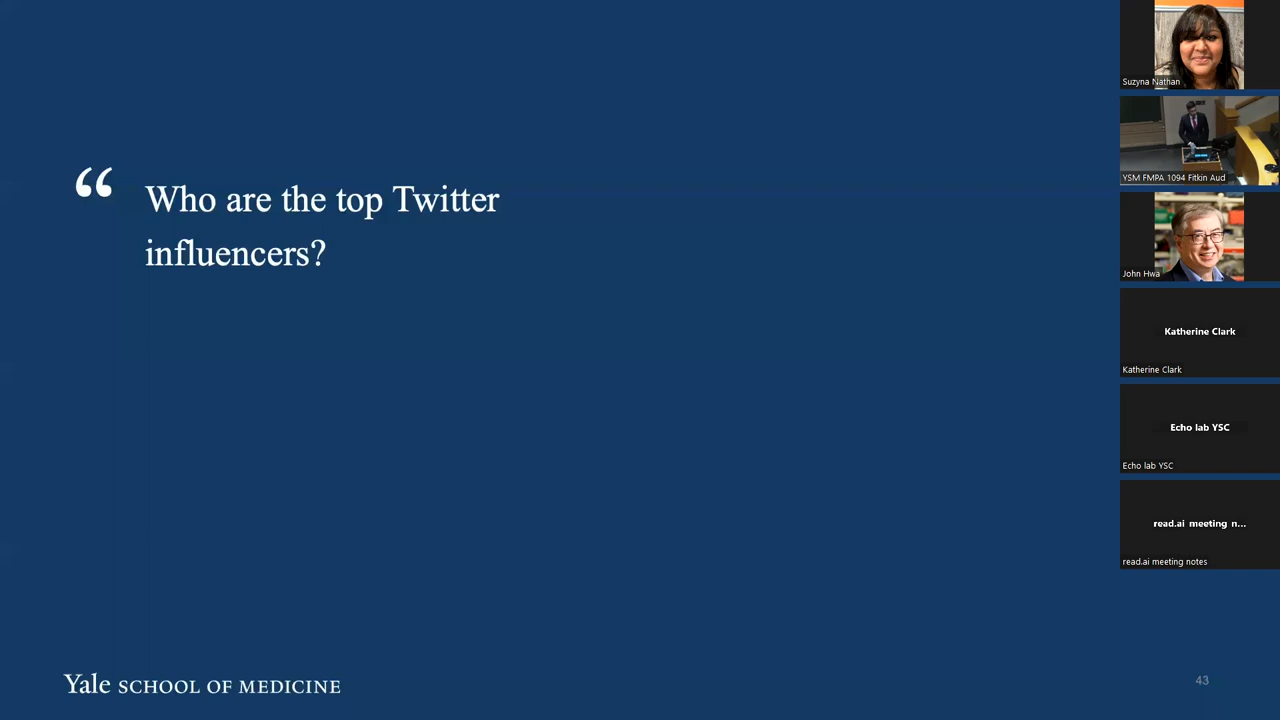 “ Who are the top Twitter
influencers?
Yale SCHOOL OF MEDICINE
43
Suzyna Nathan
YSM FMPA 1094 Fitkin Aud
John Hwa
Katherine Clark
Katherine Clark
Echo lab YSC
Echo lab YSC
read.ai meeting n...
read.ai meeting notes